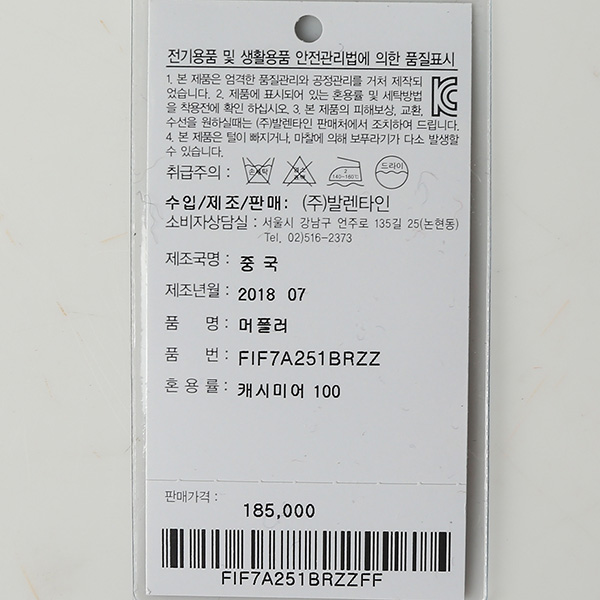 전기용품 및 생활용품 안전관리법에 의한 품질표시
1. 본 제품은 엄격한 품질관리와 공정관리를 거쳐 제작되
었습니다. 2. 제품에 표시되어 있는 혼용률 및 세탁방법
을 착용전에 확인 하십시오. 3. 본 제품의 피해보상, 교환,
수선을 원하실때는 (주)발렌타인 판매처에서 조치하여 드립니다.
4. 본 제품은 털이 빠지거나, 마찰에 의해 보푸라기가 다소 발생할
수 있습니다.
취급주의 : 손세탁 염소 표백 2 140~160℃ 드라이
수입/제조/판매: (주)발렌타인
소비자상담실 : 서울시 강남구 언주로 135길 25(논현동)
Tel. 02)516-2373
제조국명 : 중 국
제조년월 : 2018 07
품 명 : 머플러
품 번 : FIF7A251BRZZ
혼 용 률 : 캐시미어 100
판매가격 :
185,000
FIF7A251BRZZFF